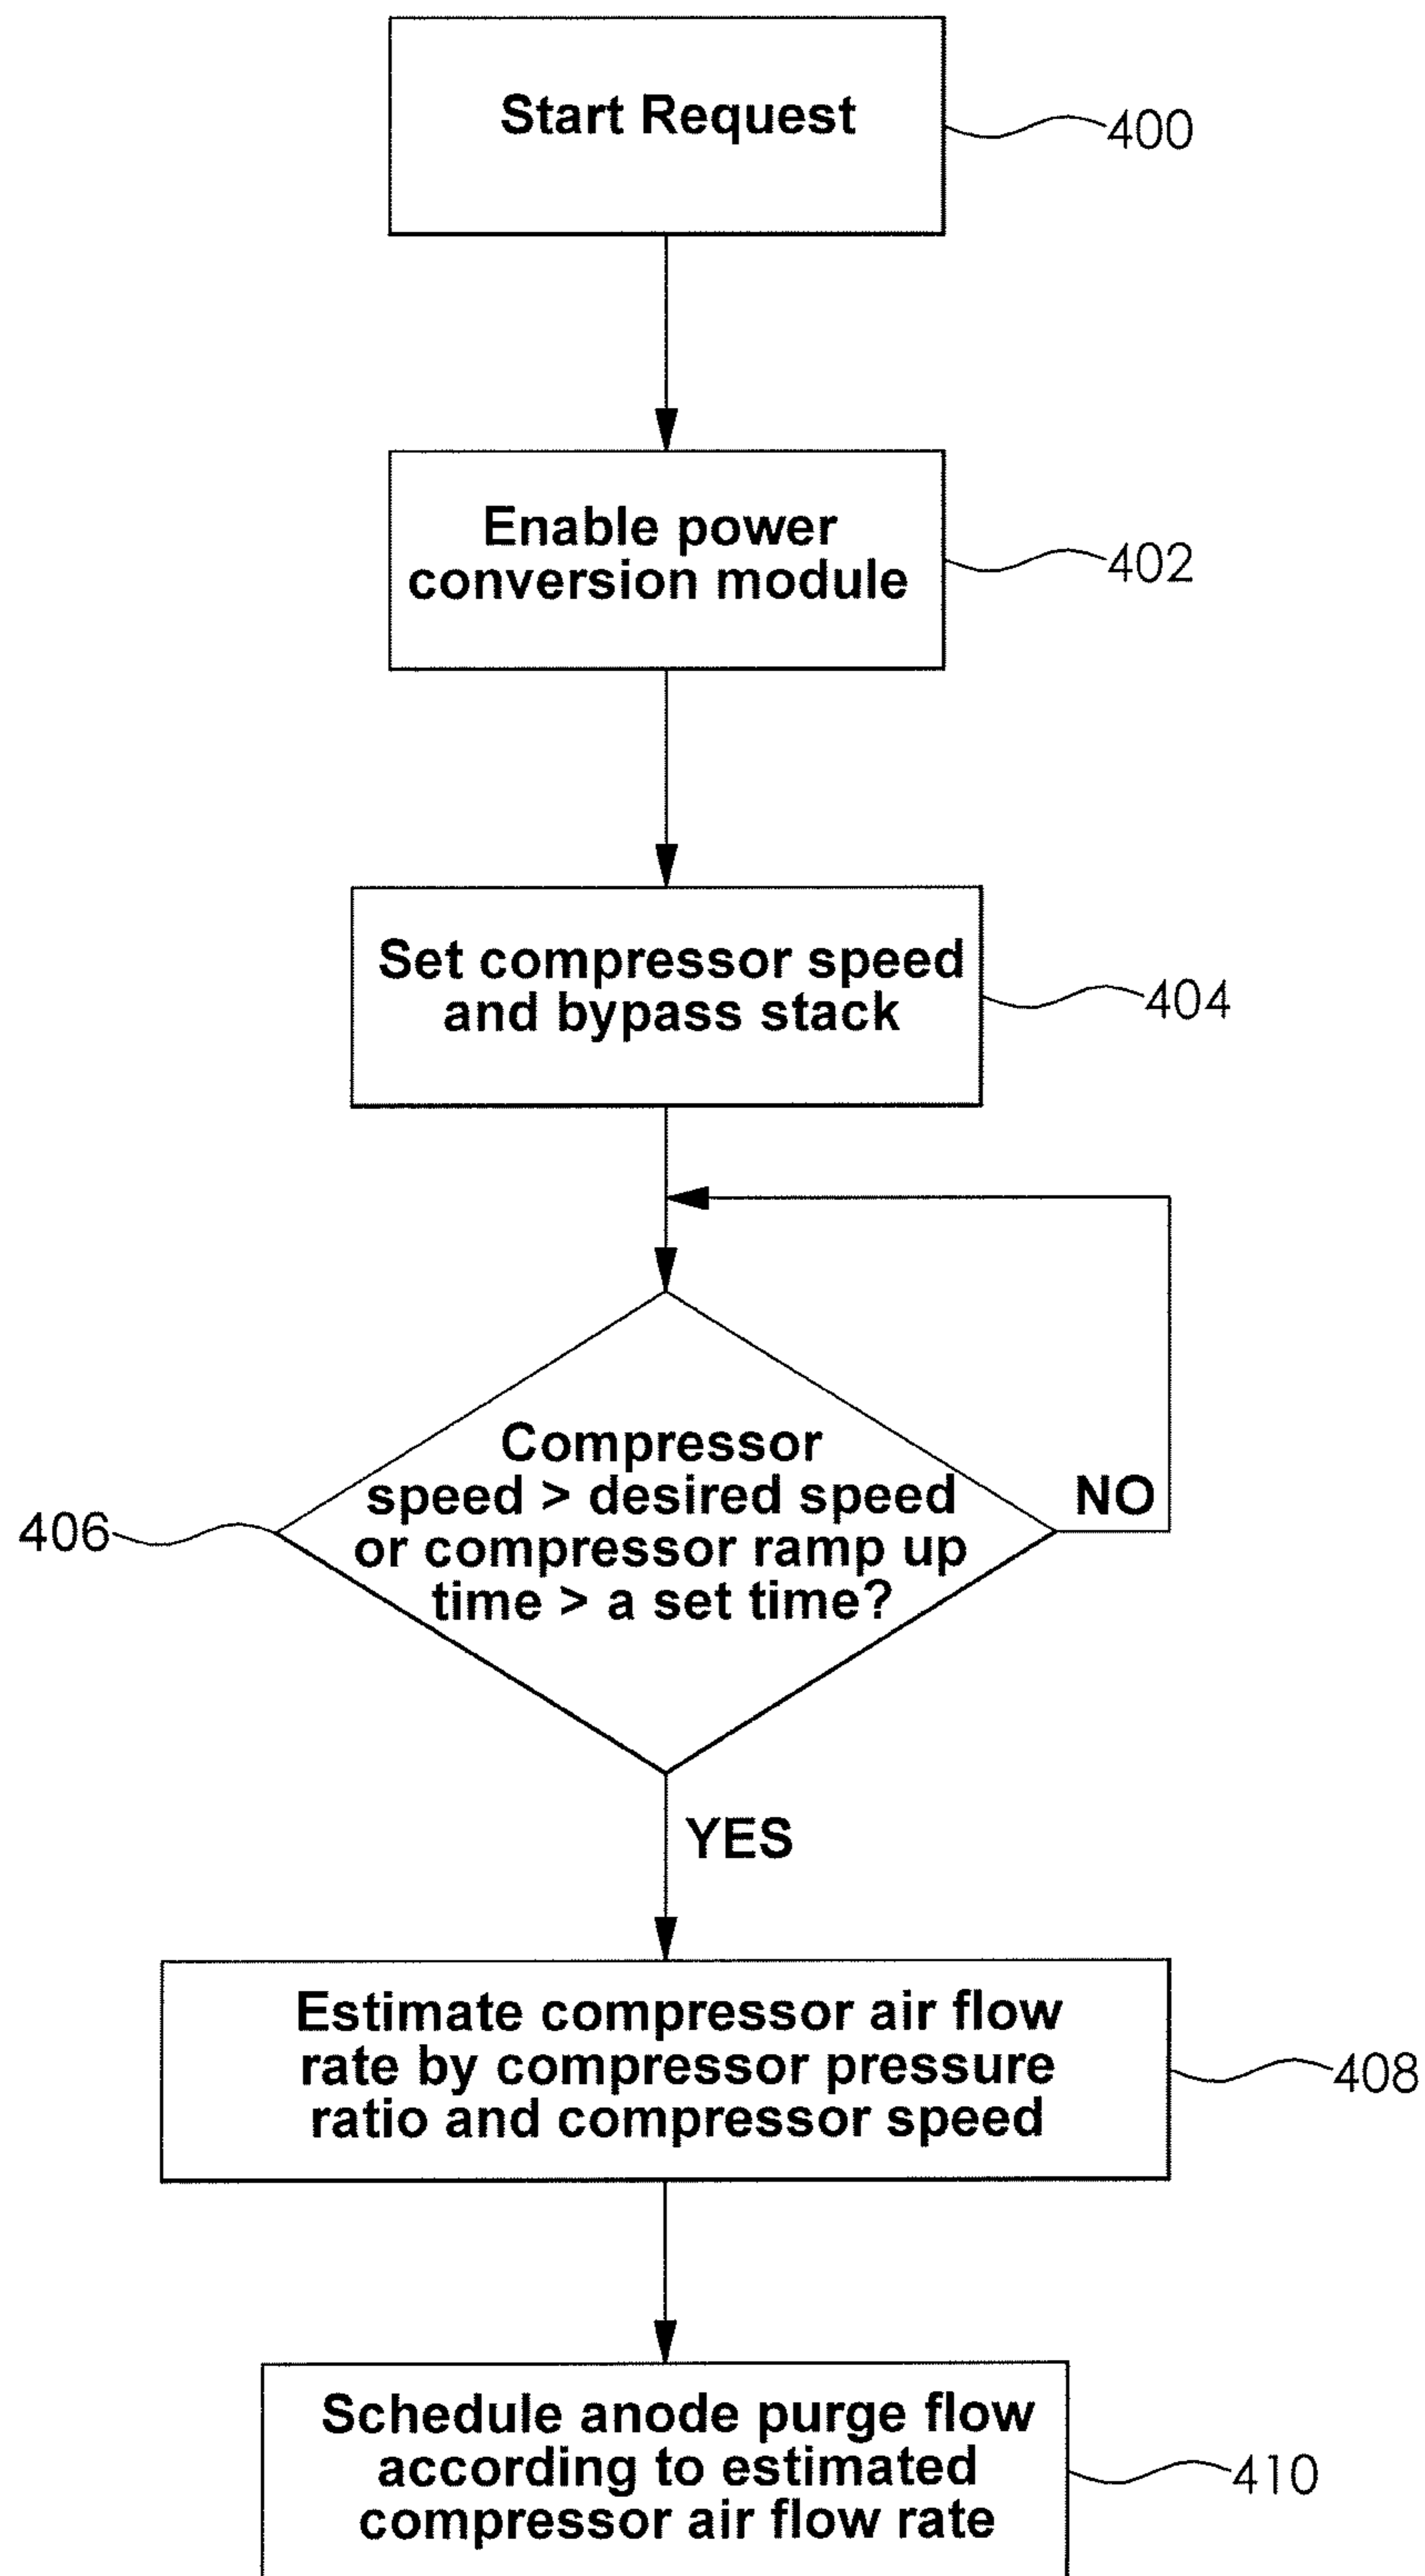 Start Request
400
Enable power
conversion module
402
Set compressor speed
and bypass stack
404
Compressor
speed > desired speed
or compressor ramp up
time > a set time?
NO
406
YES
Estimate compressor air flow
rate by compressor pressure
ratio and compressor speed
408
Schedule anode purge flow
according to estimated
compressor air flow rate
410